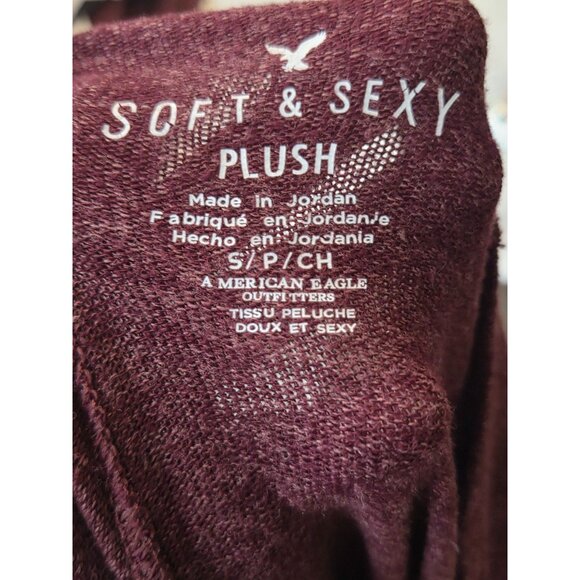 SOFT & SEXY
PLUSH
Made in Jordan
Fabriqué en Jordanie
Hecho en Jordania
S/P/CH
AMERICAN EAGLE
OUTFITTERS
TISSU PELUCHE
DOUX ET SEXY